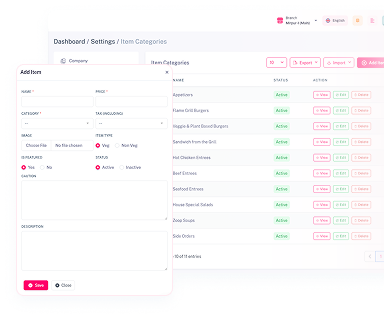 Branch
Mirpur-1 (Main)
English
Dashboard / Settings / Item Categories
Company
Item Categories
10
Export
Import
Add Item
NAME
STATUS
ACTION
Appetizers
Active
View
Edit
Delete
Flame Grill Burgers
Active
View
Edit
Delete
Veggie & Plant Based Burgers
Active
View
Edit
Delete
Sandwich from the Grill
Active
View
Edit
Delete
Hot Chicken Entrees
Active
View
Edit
Delete
Beef Entrees
Active
View
Edit
Delete
Seafood Entrees
Active
View
Edit
Delete
House Special Salads
Active
View
Edit
Delete
Zoop Soups
Active
View
Edit
Delete
Side Orders
Active
View
Edit
Delete
10 of 11 entries
1
Add Item
NAME *
PRICE *
CATEGORY *
TAX (INCLUDING)
--
--
IMAGE
ITEM TYPE
Choose File
No file chosen
Veg
Non Veg
IS FEATURED
STATUS
Yes
No
Active
Inactive
CAUTION
DESCRIPTION
Save
Close